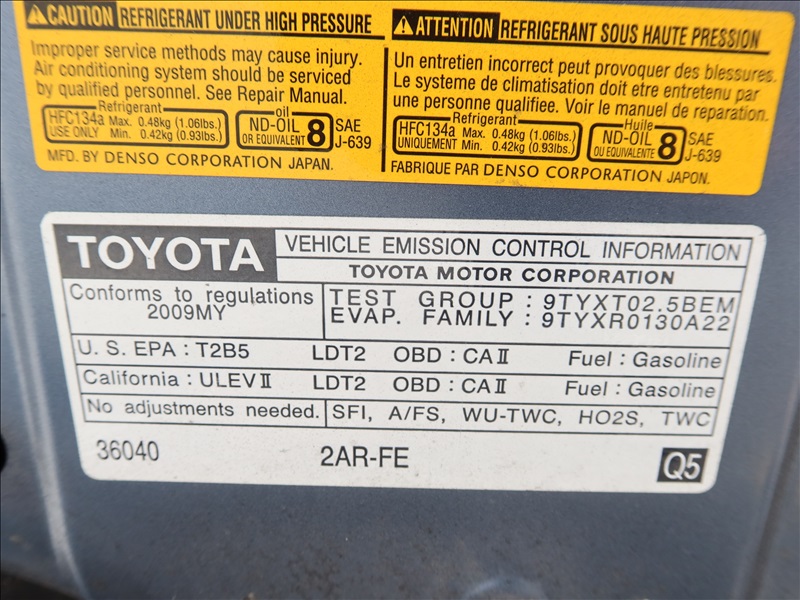 CAUTION REFRIGERANT UNDER HIGH PRESSURE
Improper service methods may cause injury.
Air conditioning system should be serviced
by qualified personnel. See Repair Manual.
Refrigerant
HFC134a Max. 0.48kg (1.06lbs.)
USE ONLY Min. 0.42kg (0.93lbs.)
oil
ND-OIL 8
OR EQUIVALENT
SAE
J-639
MFD. BY DENSO CORPORATION JAPAN.
ATTENTION REFRIGERANT SOUS HAUTE PRESSION
Un entretien incorrect peut provoquer des blessures.
Le systeme de climatisation doit être entretenu par
une personne qualifiée. Voir le manuel de reparation.
Refrigerant
HFC134a Max. 0.48kg (1.06lbs.)
UNIQUEMENT Min. 0.42kg (0.93lbs.)
Huile
ND-OIL 8
OU EQUIVALENT
SAE
J-639
FABRIQUE PAR DENSO CORPORATION JAPON.
TOYOTA VEHICLE EMISSION CONTROL INFORMATION
TOYOTA MOTOR CORPORATION
Conforms to regulations
2009MY
TEST GROUP : 9TYXT02.5BEM
EVAP. FAMILY : 9TYXR0130A22
U. S. EPA : T2B5 LDT2 OBD : CA II Fuel : Gasoline
California : ULEV II LDT2 OBD : CA II Fuel : Gasoline
No adjustments needed. SFI, A/FS, WU-TWC, HO2S, TWC
36040 2AR-FE Q5